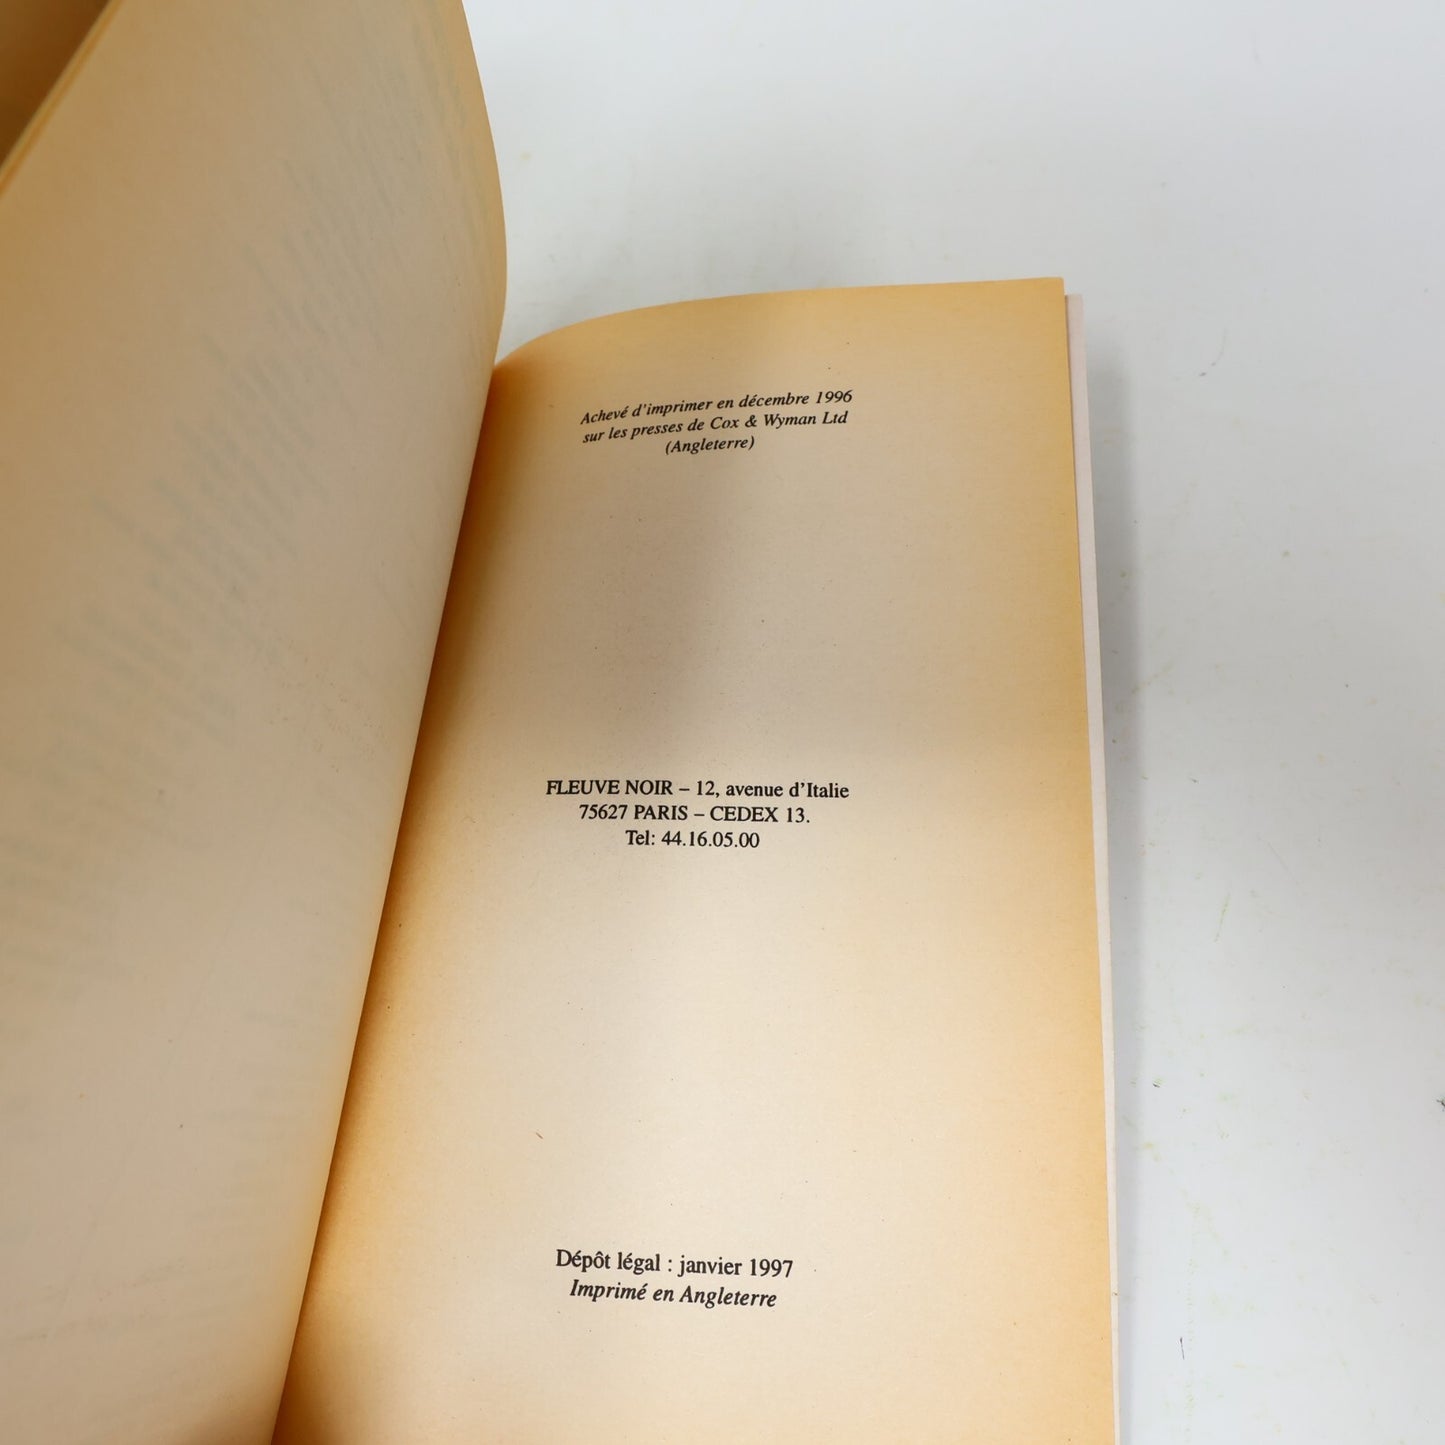 Achevé d'imprimer en décembre 1996
sur les presses de Cox & Wyman Ltd
(Angleterre)
FLEUVE NOIR – 12, avenue d'Italie
75627 PARIS – CEDEX 13.
Tel: 44.16.05.00
Dépôt légal : janvier 1997
Imprimé en Angleterre